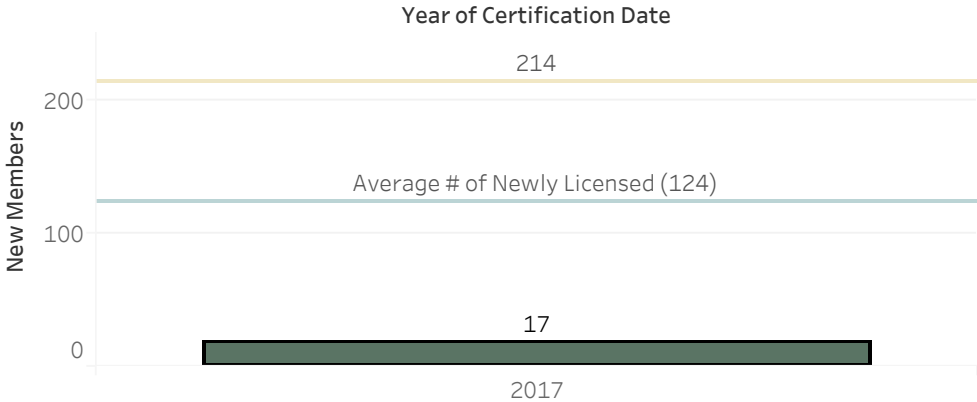 Year of Certification Date
214
200
Average # of Newly Licensed (124)
New Members
100
17
0
2017